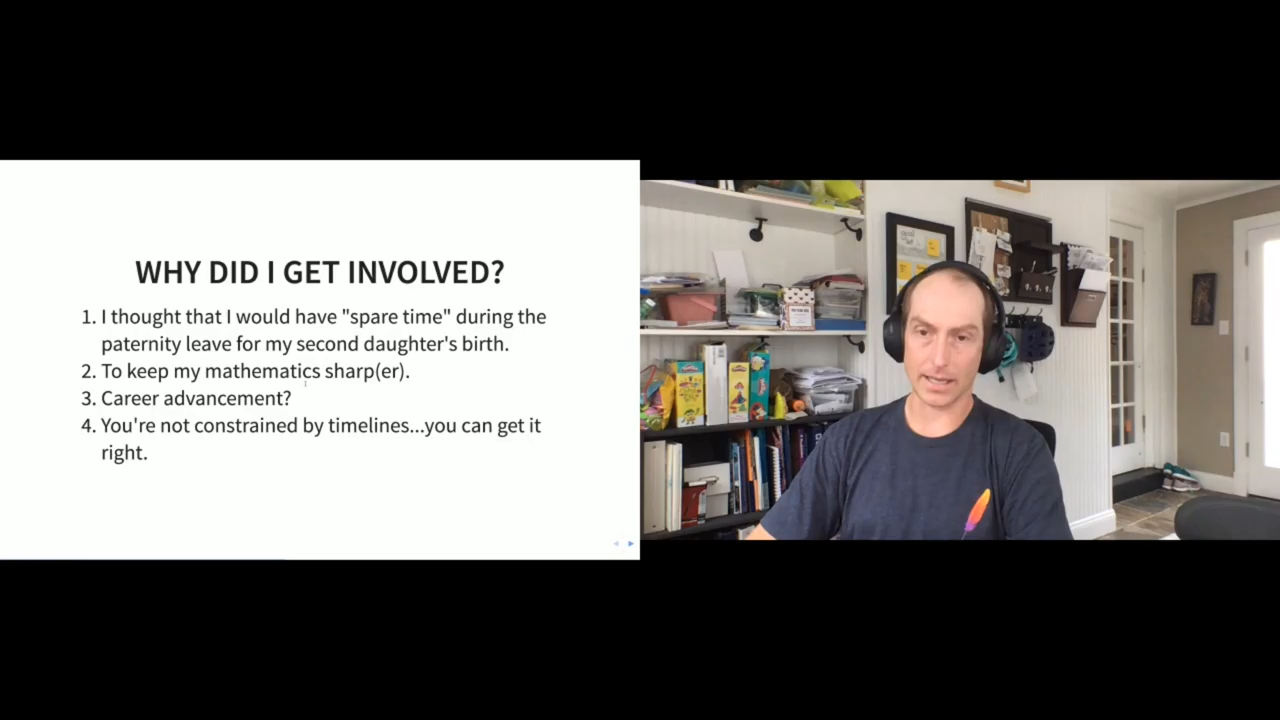 WHY DID I GET INVOLVED?
1. I thought that I would have "spare time" during the
paternity leave for my second daughter's birth.
2. To keep my mathematics sharp(er).
3. Career advancement?
4. You're not constrained by timelines...you can get it
right.